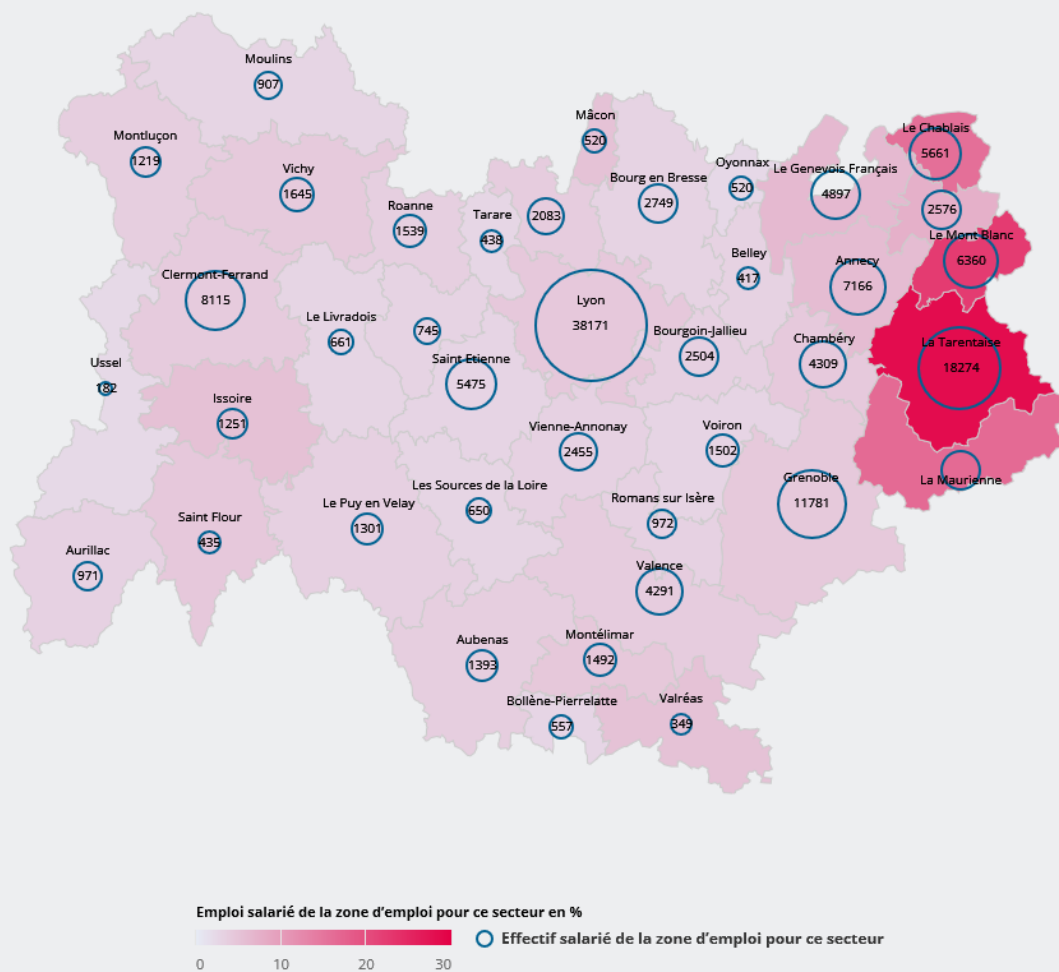 Moulins
907
Mâcon
520
Le Chablais
5661
Montluçon
1219
Vichy
1645
Oyonnax
520
Le Genevois Français
4897
Bourg en Bresse
2749
Roanne
1539
Tarare
438
2083
2576
Le Mont Blanc
6360
Belley
417
Annecy
7166
Clermont-Ferrand
8115
Lyon
38171
Le Livradois
661
745
Bourgoin-Jallieu
2504
Chambéry
4309
La Tarentaise
18274
Ussel
182
Saint Etienne
5475
Issoire
1251
Vienne-Annonay
2455
Voiron
1502
Grenoble
11781
La Maurienne
Les Sources de la Loire
650
Le Puy en Velay
1301
Romans sur Isère
972
Saint Flour
435
Aurillac
971
Valence
4291
Aubenas
1393
Montélimar
1492
Bollène-Pierrelatte
557
Valréas
349
Emploi salarié de la zone d'emploi pour ce secteur en %
0 10 20 30
Effectif salarié de la zone d'emploi pour ce secteur